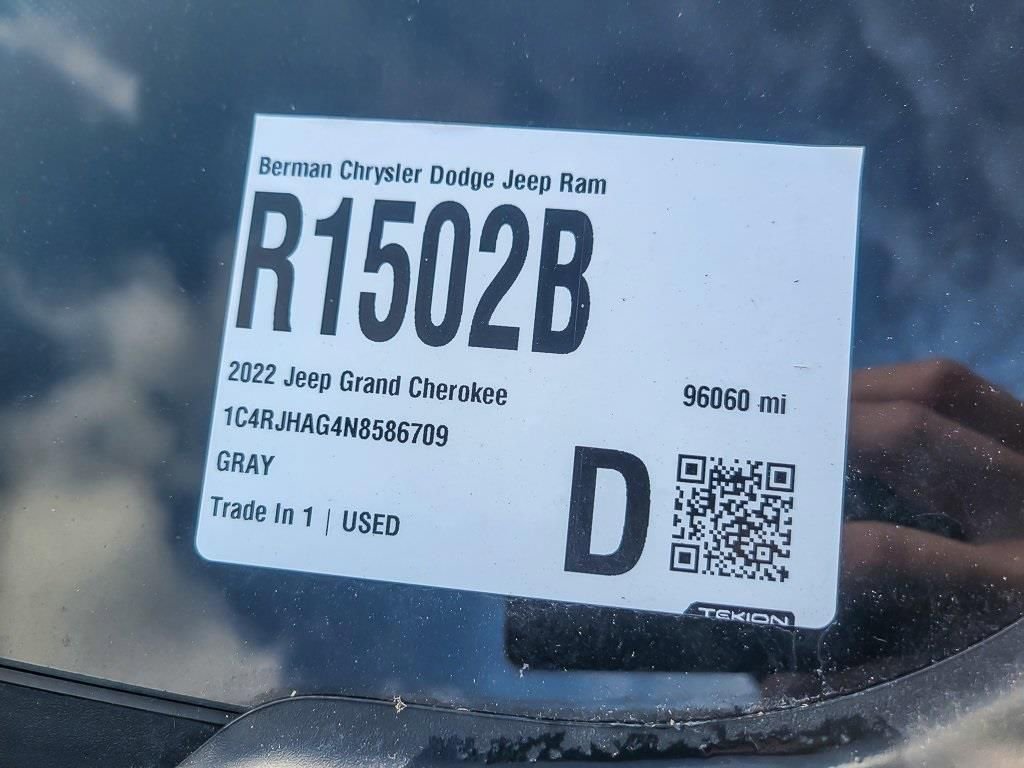 Berman Chrysler Dodge Jeep Ram
R1502B
2022 Jeep Grand Cherokee
96060 mi
1C4RJHAG4N8586709
GRAY
D
Trade In 1 | USED
TEKION